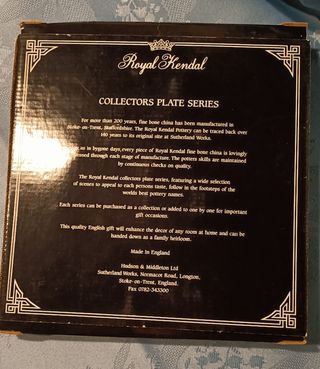 Royal Kendal
COLLECTORS PLATE SERIES
For more than 200 years, fine bone china has been manufactured in
Stoke-on-Trent, Staffordshire. The Royal Kendal Pottery can be traced back over
140 years to its original site at Sutherland Works.
as in bygone days, every piece of Royal Kendal fine bone china is lovingly
through each stage of manufacture. The potters skills are maintained
by continuous checks on quality.
The Royal Kendal collectors plate series, featuring a wide selection
of scenes to appeal to each persons taste, follow in the footsteps of the
worlds best pottery names.
Each series can be purchased as a collection or added to one by one for important
gift occasions.
This quality English gift will enhance the decor of any room at home and can be
handed down as a family heirloom.
Made in England
Hudson & Middleton Ltd
Sutherland Works, Normacot Road, Longton,
Stoke-on-Trent, England.
Fax 0782-343300